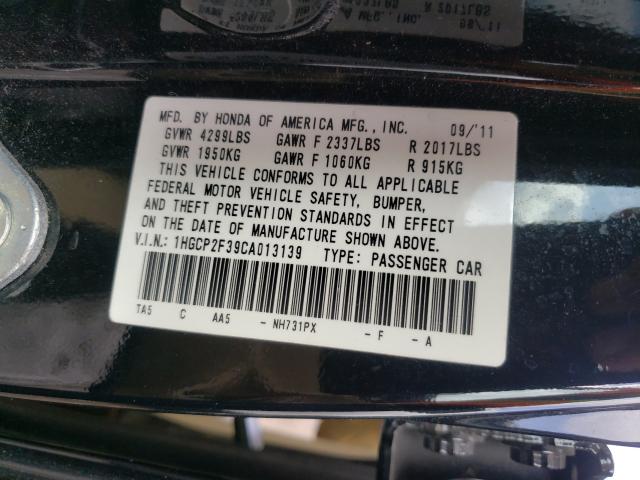 MFD. BY HONDA OF AMERICA MFG., INC. 09/'11
GVWR 4299LBS GAWR F 2337LBS R 2017LBS
GVWR 1950KG GAWR F 1060KG R 915KG
THIS VEHICLE CONFORMS TO ALL APPLICABLE
FEDERAL MOTOR VEHICLE SAFETY, BUMPER,
AND THEFT PREVENTION STANDARDS IN EFFECT
ON THE DATE OF MANUFACTURE SHOWN ABOVE.
V.I.N.: 1HGCP2F39CA013139 TYPE: PASSENGER CAR
TA5 C AA5 - NH731PX - F - A